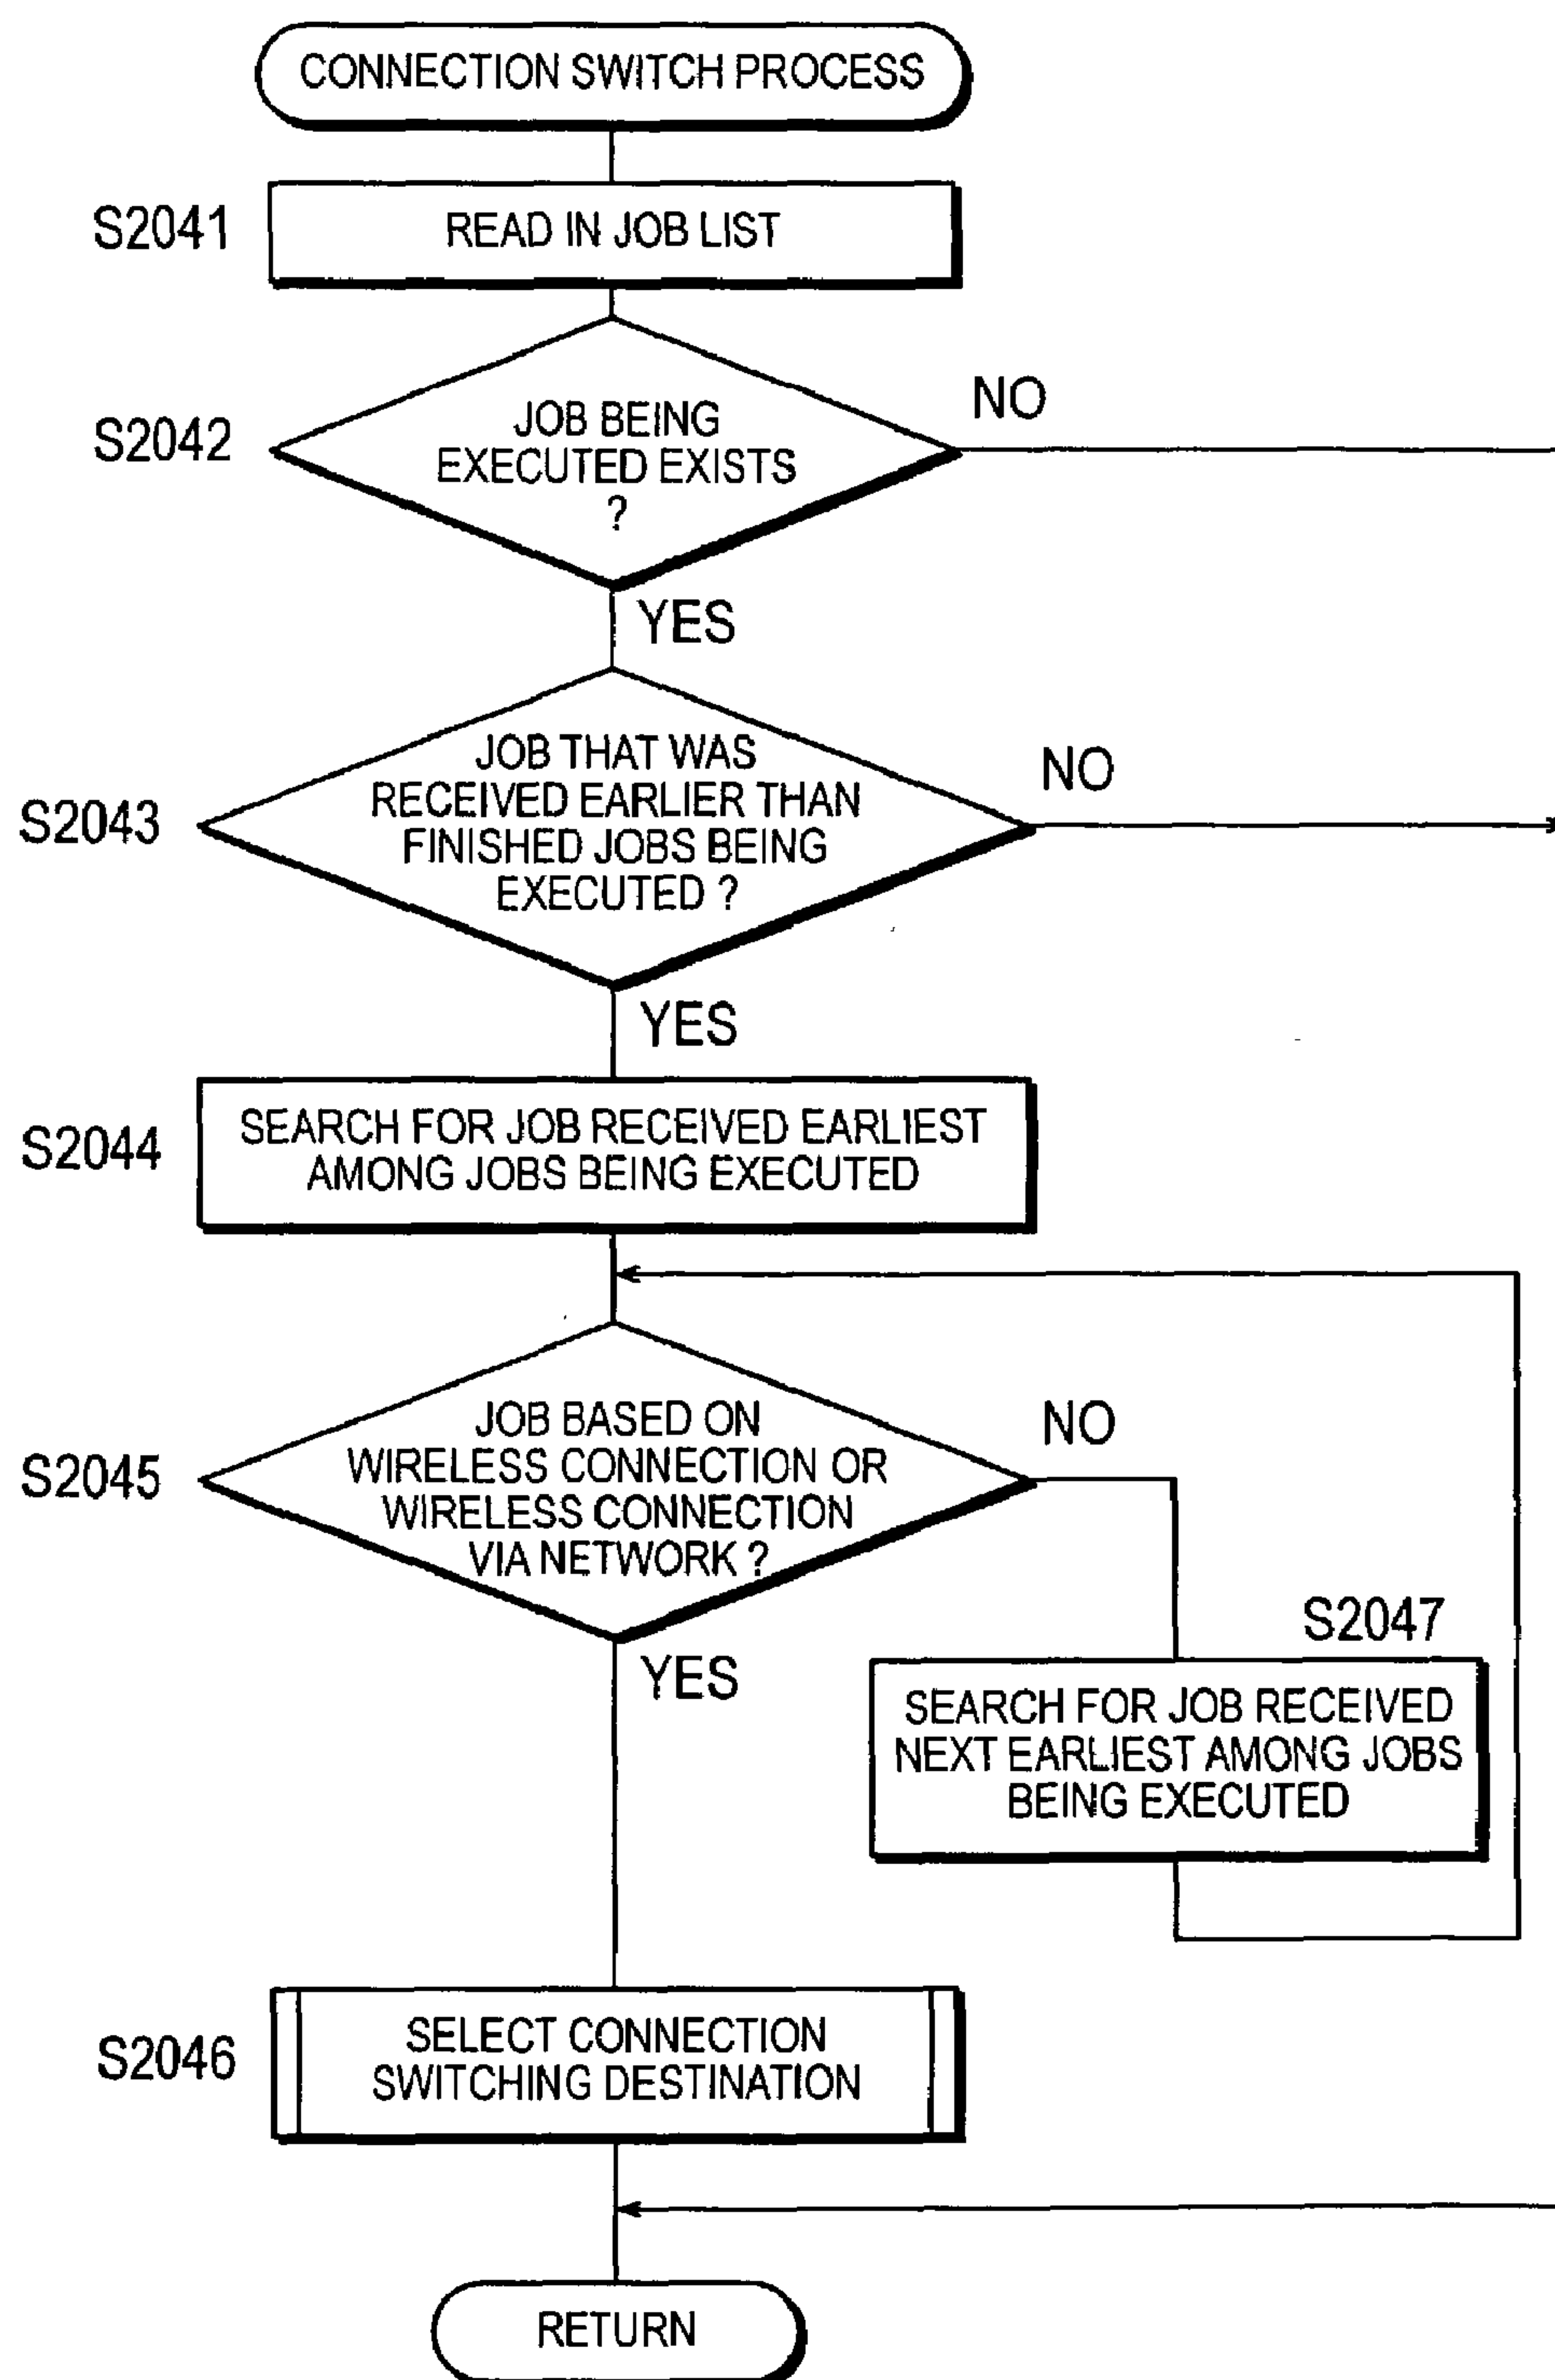 CONNECTION SWITCH PROCESS
S2041
READ IN JOB LIST
S2042
JOB BEING
EXECUTED EXISTS
?
NO
YES
S2043
JOB THAT WAS
RECEIVED EARLIER THAN
FINISHED JOBS BEING
EXECUTED ?
NO
YES
S2044
SEARCH FOR JOB RECEIVED EARLIEST
AMONG JOBS BEING EXECUTED
S2045
JOB BASED ON
WIRELESS CONNECTION OR
WIRELESS CONNECTION
VIA NETWORK ?
NO
YES
S2047
SEARCH FOR JOB RECEIVED
NEXT EARLIEST AMONG JOBS
BEING EXECUTED
S2046
SELECT CONNECTION
SWITCHING DESTINATION
RETURN